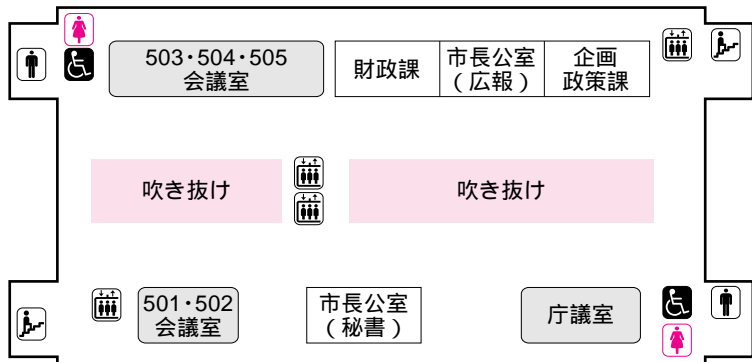 503・504・505
会議室
財政課
市長公室
（広報）
企画
政策課
吹き抜け
吹き抜け
501・502
会議室
市長公室
（秘書）
庁議室